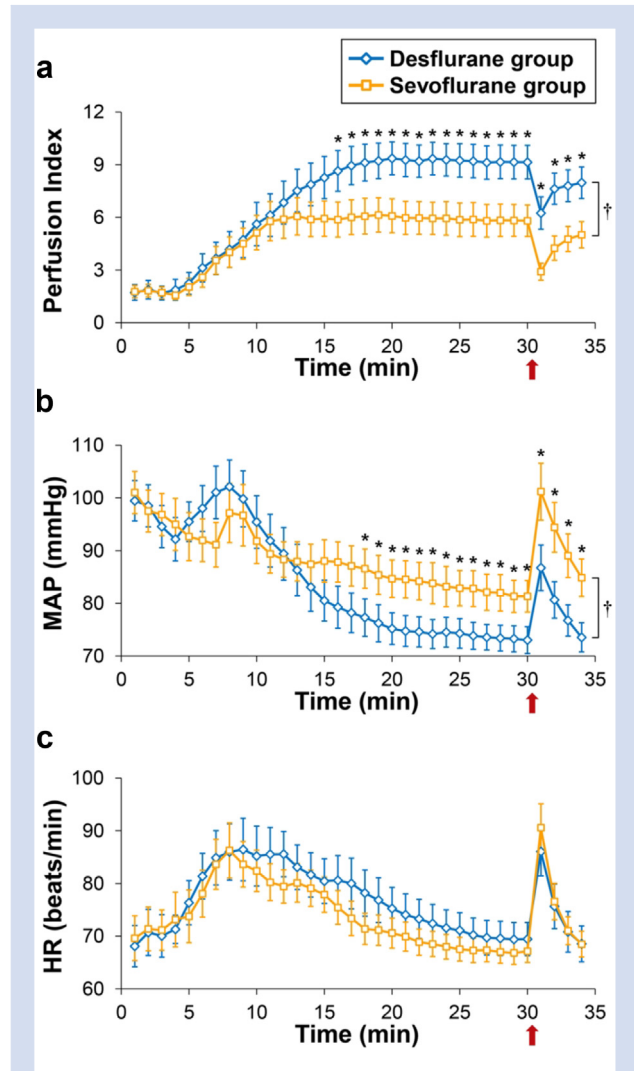 a
Desflurane group
Sevoflurane group
Perfusion Index
12
9
6
3
0
* * * * * * * * * * * * * * *
* * * *
†
0 5 10 15 20 25 30 35
Time (min)
b
MAP (mmHg)
110
100
90
80
70
* * * * * * * * * * * * *
* * * *
†
0 5 10 15 20 25 30 35
Time (min)
c
HR (beats/min)
100
90
80
70
60
0 5 10 15 20 25 30 35
Time (min)